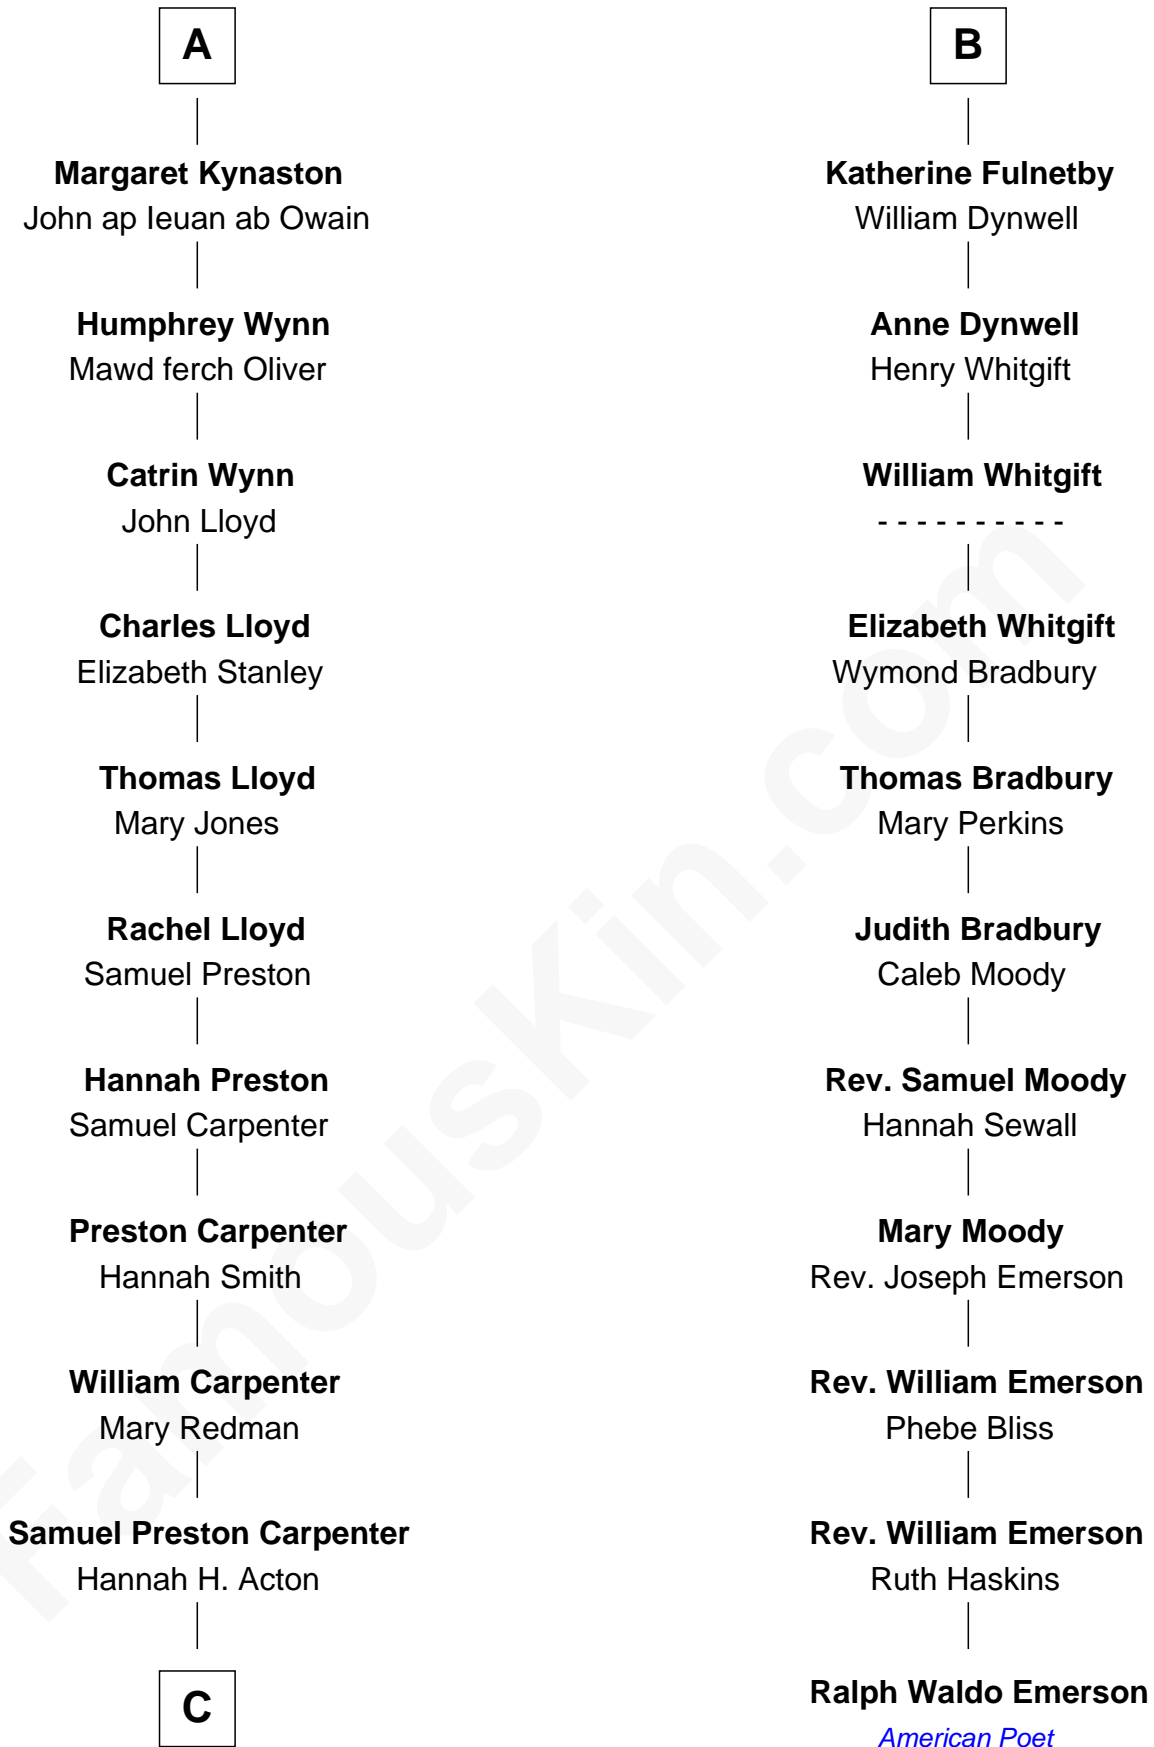 A
Margaret Kynaston
John ap Ieuan ab Owain
Humphrey Wynn
Mawd ferch Oliver
Catrin Wynn
John Lloyd
Charles Lloyd
Elizabeth Stanley
Thomas Lloyd
Mary Jones
Rachel Lloyd
Samuel Preston
Hannah Preston
Samuel Carpenter
Preston Carpenter
Hannah Smith
William Carpenter
Mary Redman
Samuel Preston Carpenter
Hannah H. Acton
C
B
Katherine Fulnetby
William Dynwell
Anne Dynwell
Henry Whitgift
William Whitgift
- - - - - - - - - -
Elizabeth Whitgift
Wymond Bradbury
Thomas Bradbury
Mary Perkins
Judith Bradbury
Caleb Moody
Rev. Samuel Moody
Hannah Sewall
Mary Moody
Rev. Joseph Emerson
Rev. William Emerson
Phebe Bliss
Rev. William Emerson
Ruth Haskins
Ralph Waldo Emerson
American Poet
FamousKin.com